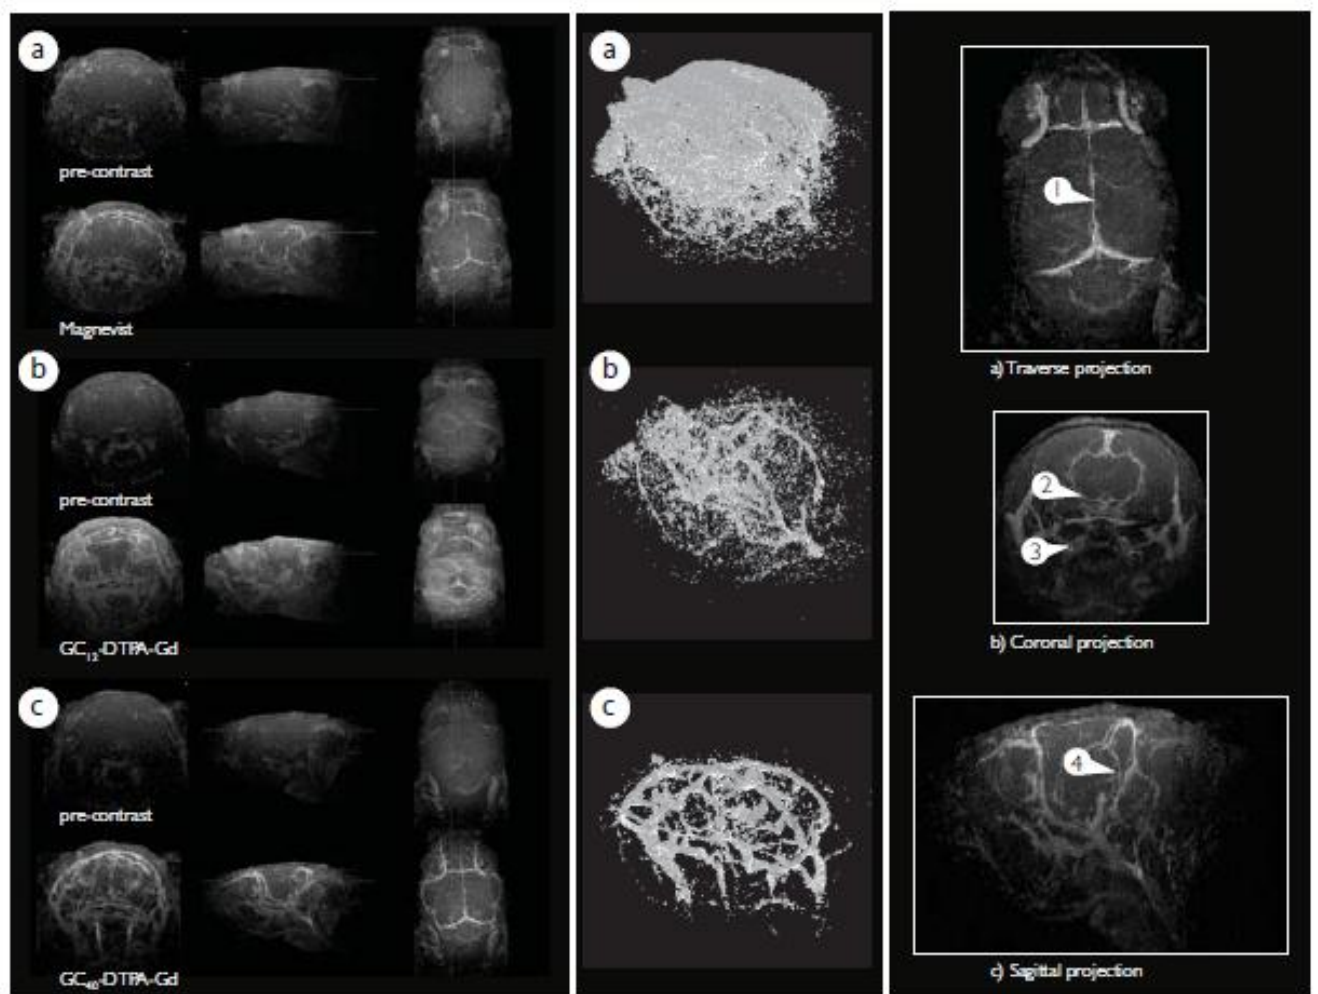 a
pre-contrast
Magnevist
b
pre-contrast
GC₁₂-DTPA-Gd
c
pre-contrast
GC₄₀-DTPA-Gd
a
b
c
1
a) Traverse projection
2
3
b) Coronal projection
4
c) Sagittal projection